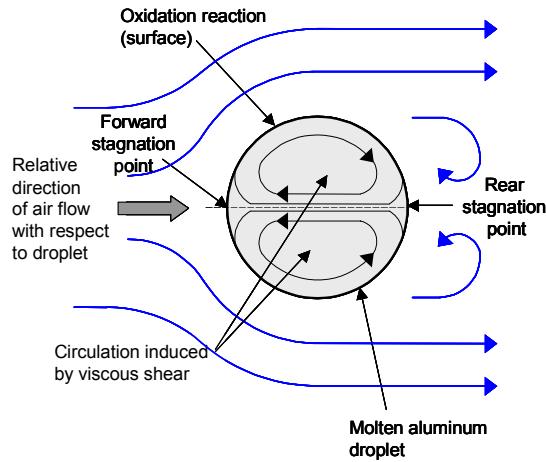 Oxidation reaction
(surface)
Forward
stagnation
point
Relative
direction
of air flow
with respect
to droplet
Rear
stagnation
point
Circulation induced
by viscous shear
Molten aluminum
droplet